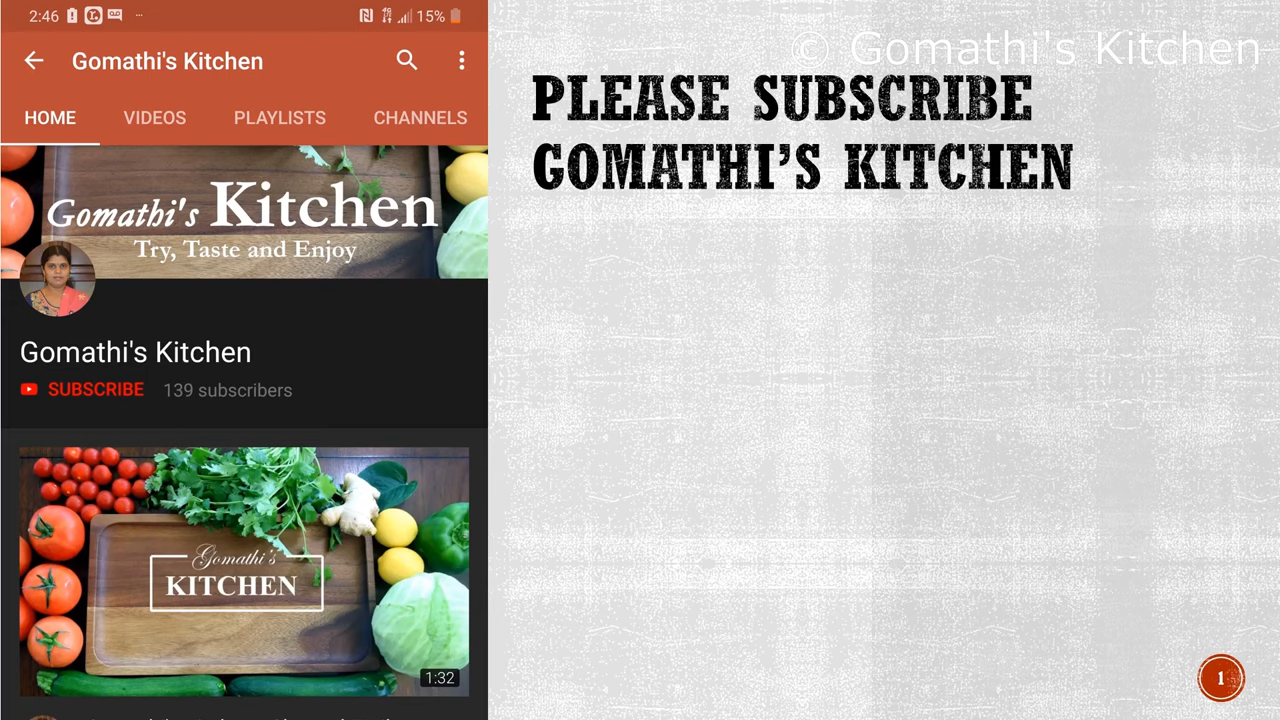 2:46
15%
Gomathi's Kitchen
HOME VIDEOS PLAYLISTS CHANNELS
Gomathi's Kitchen
Try, Taste and Enjoy
Gomathi's Kitchen
SUBSCRIBE 139 subscribers
Gomathi's
KITCHEN
1:32
© Gomathi's Kitchen
PLEASE SUBSCRIBE
GOMATHI’S KITCHEN
1